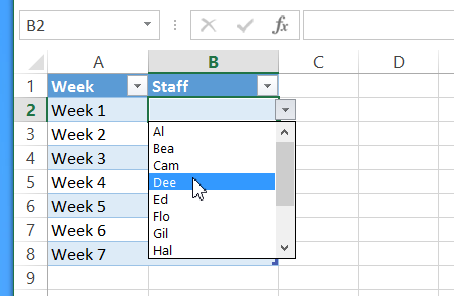 B2 fx
A B C D
1 Week Staff
2 Week 1
3 Week 2
4 Week 3
5 Week 4
6 Week 5
7 Week 6
8 Week 7
9
Al
Bea
Cam
Dee
Ed
Flo
Gil
Hal